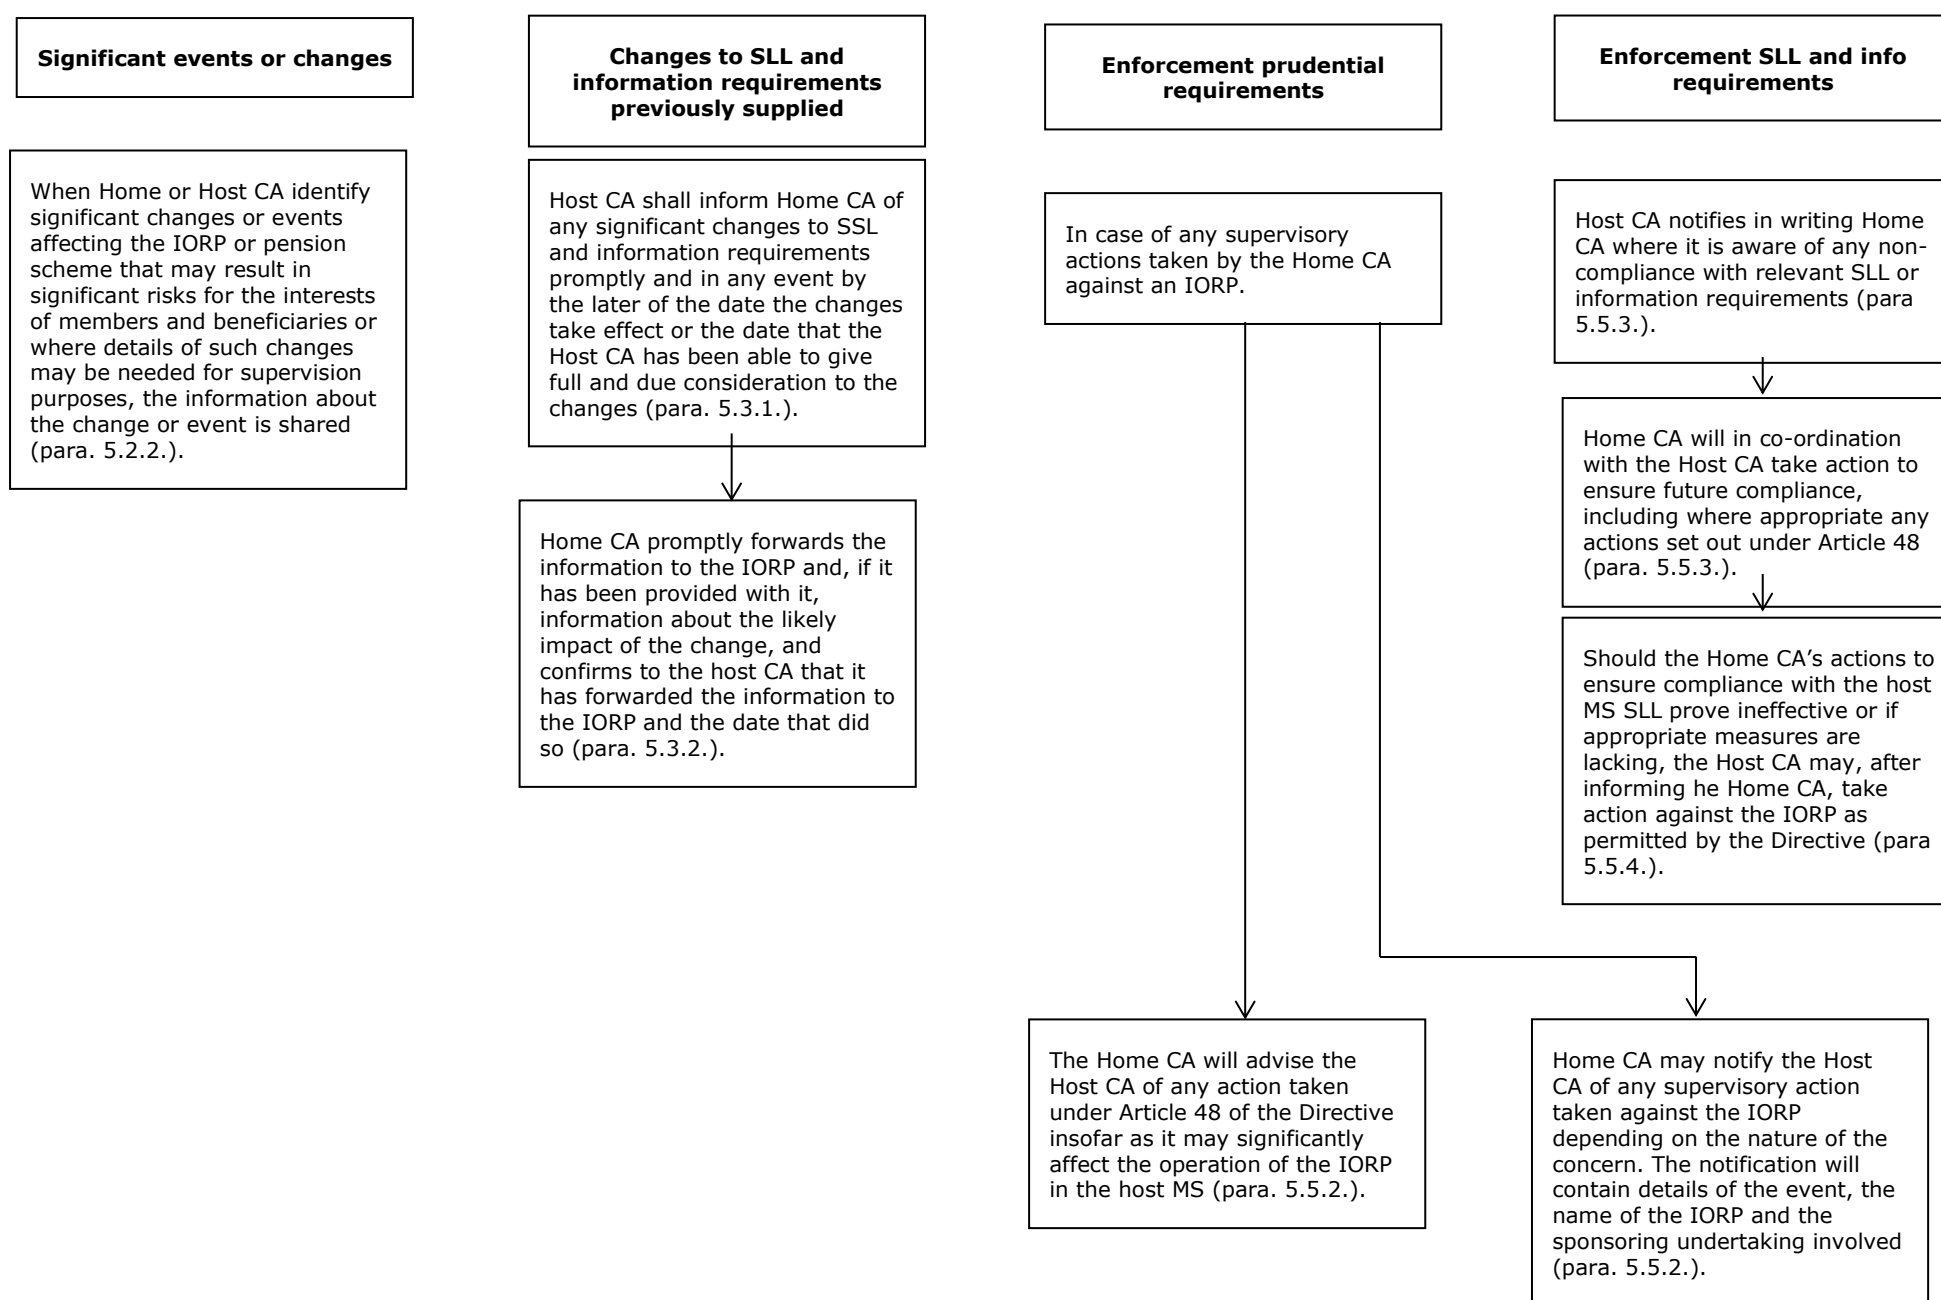 Significant events or changes
When Home or Host CA identify
significant changes or events
affecting the IORP or pension
scheme that may result in
significant risks for the interests
of members and beneficiaries or
where details of such changes
may be needed for supervision
purposes, the information about
the change or event is shared
(para. 5.2.2.).
Changes to SLL and
information requirements
previously supplied
Host CA shall inform Home CA of
any significant changes to SSL
and information requirements
promptly and in any event by
the later of the date the changes
take effect or the date that the
Host CA has been able to give
full and due consideration to the
changes (para. 5.3.1.).
Home CA promptly forwards the
information to the IORP and, if it
has been provided with it,
information about the likely
impact of the change, and
confirms to the host CA that it
has forwarded the information to
the IORP and the date that did
so (para. 5.3.2.).
Enforcement prudential
requirements
In case of any supervisory
actions taken by the Home CA
against an IORP.
The Home CA will advise the
Host CA of any action taken
under Article 48 of the Directive
insofar as it may significantly
affect the operation of the IORP
in the host MS (para. 5.5.2.).
Enforcement SLL and info
requirements
Host CA notifies in writing Home
CA where it is aware of any non-
compliance with relevant SLL or
information requirements (para
5.5.3.).
Home CA will in co-ordination
with the Host CA take action to
ensure future compliance,
including where appropriate any
actions set out under Article 48
(para. 5.5.3.).
Should the Home CA’s actions to
ensure compliance with the host
MS SLL prove ineffective or if
appropriate measures are
lacking, the Host CA may, after
informing he Home CA, take
action against the IORP as
permitted by the Directive (para
5.5.4.).
Home CA may notify the Host
CA of any supervisory action
taken against the IORP
depending on the nature of the
concern. The notification will
contain details of the event, the
name of the IORP and the
sponsoring undertaking involved
(para. 5.5.2.).